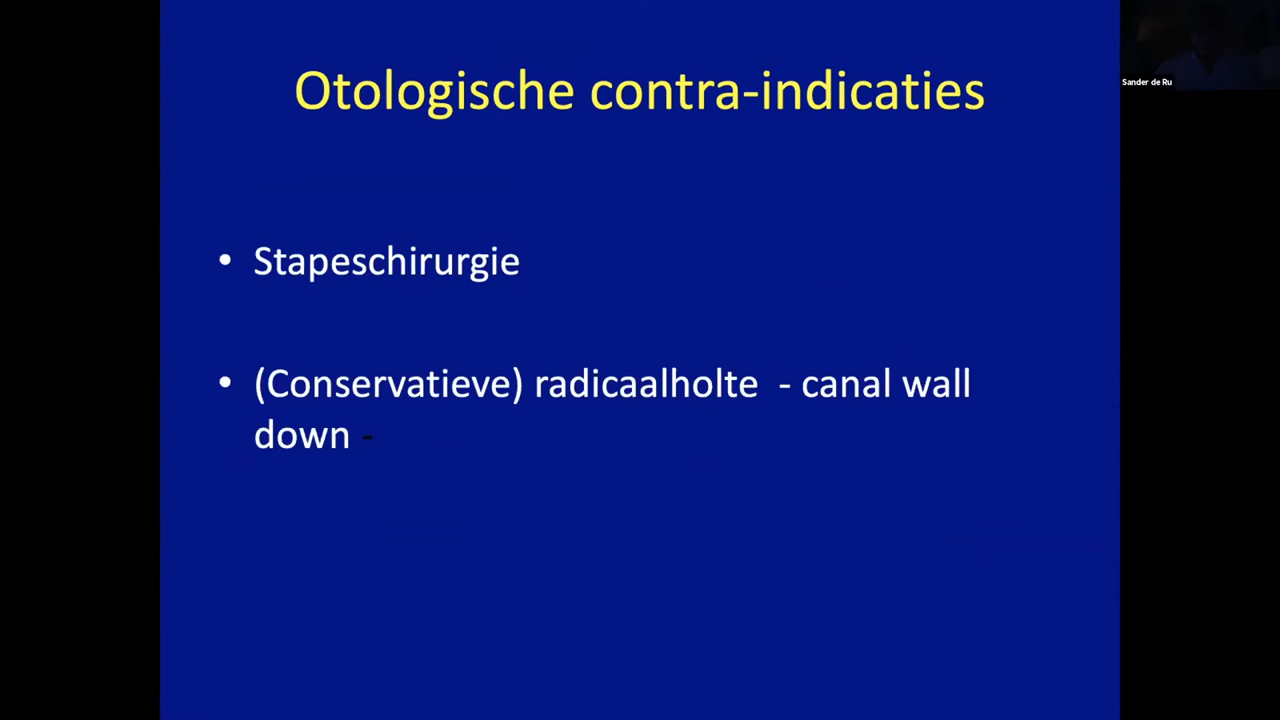 Otologische contra-indicaties
Sander de Ru
• Stapeschirurgie
• (Conservatieve) radicaalholte - canal wall
down -